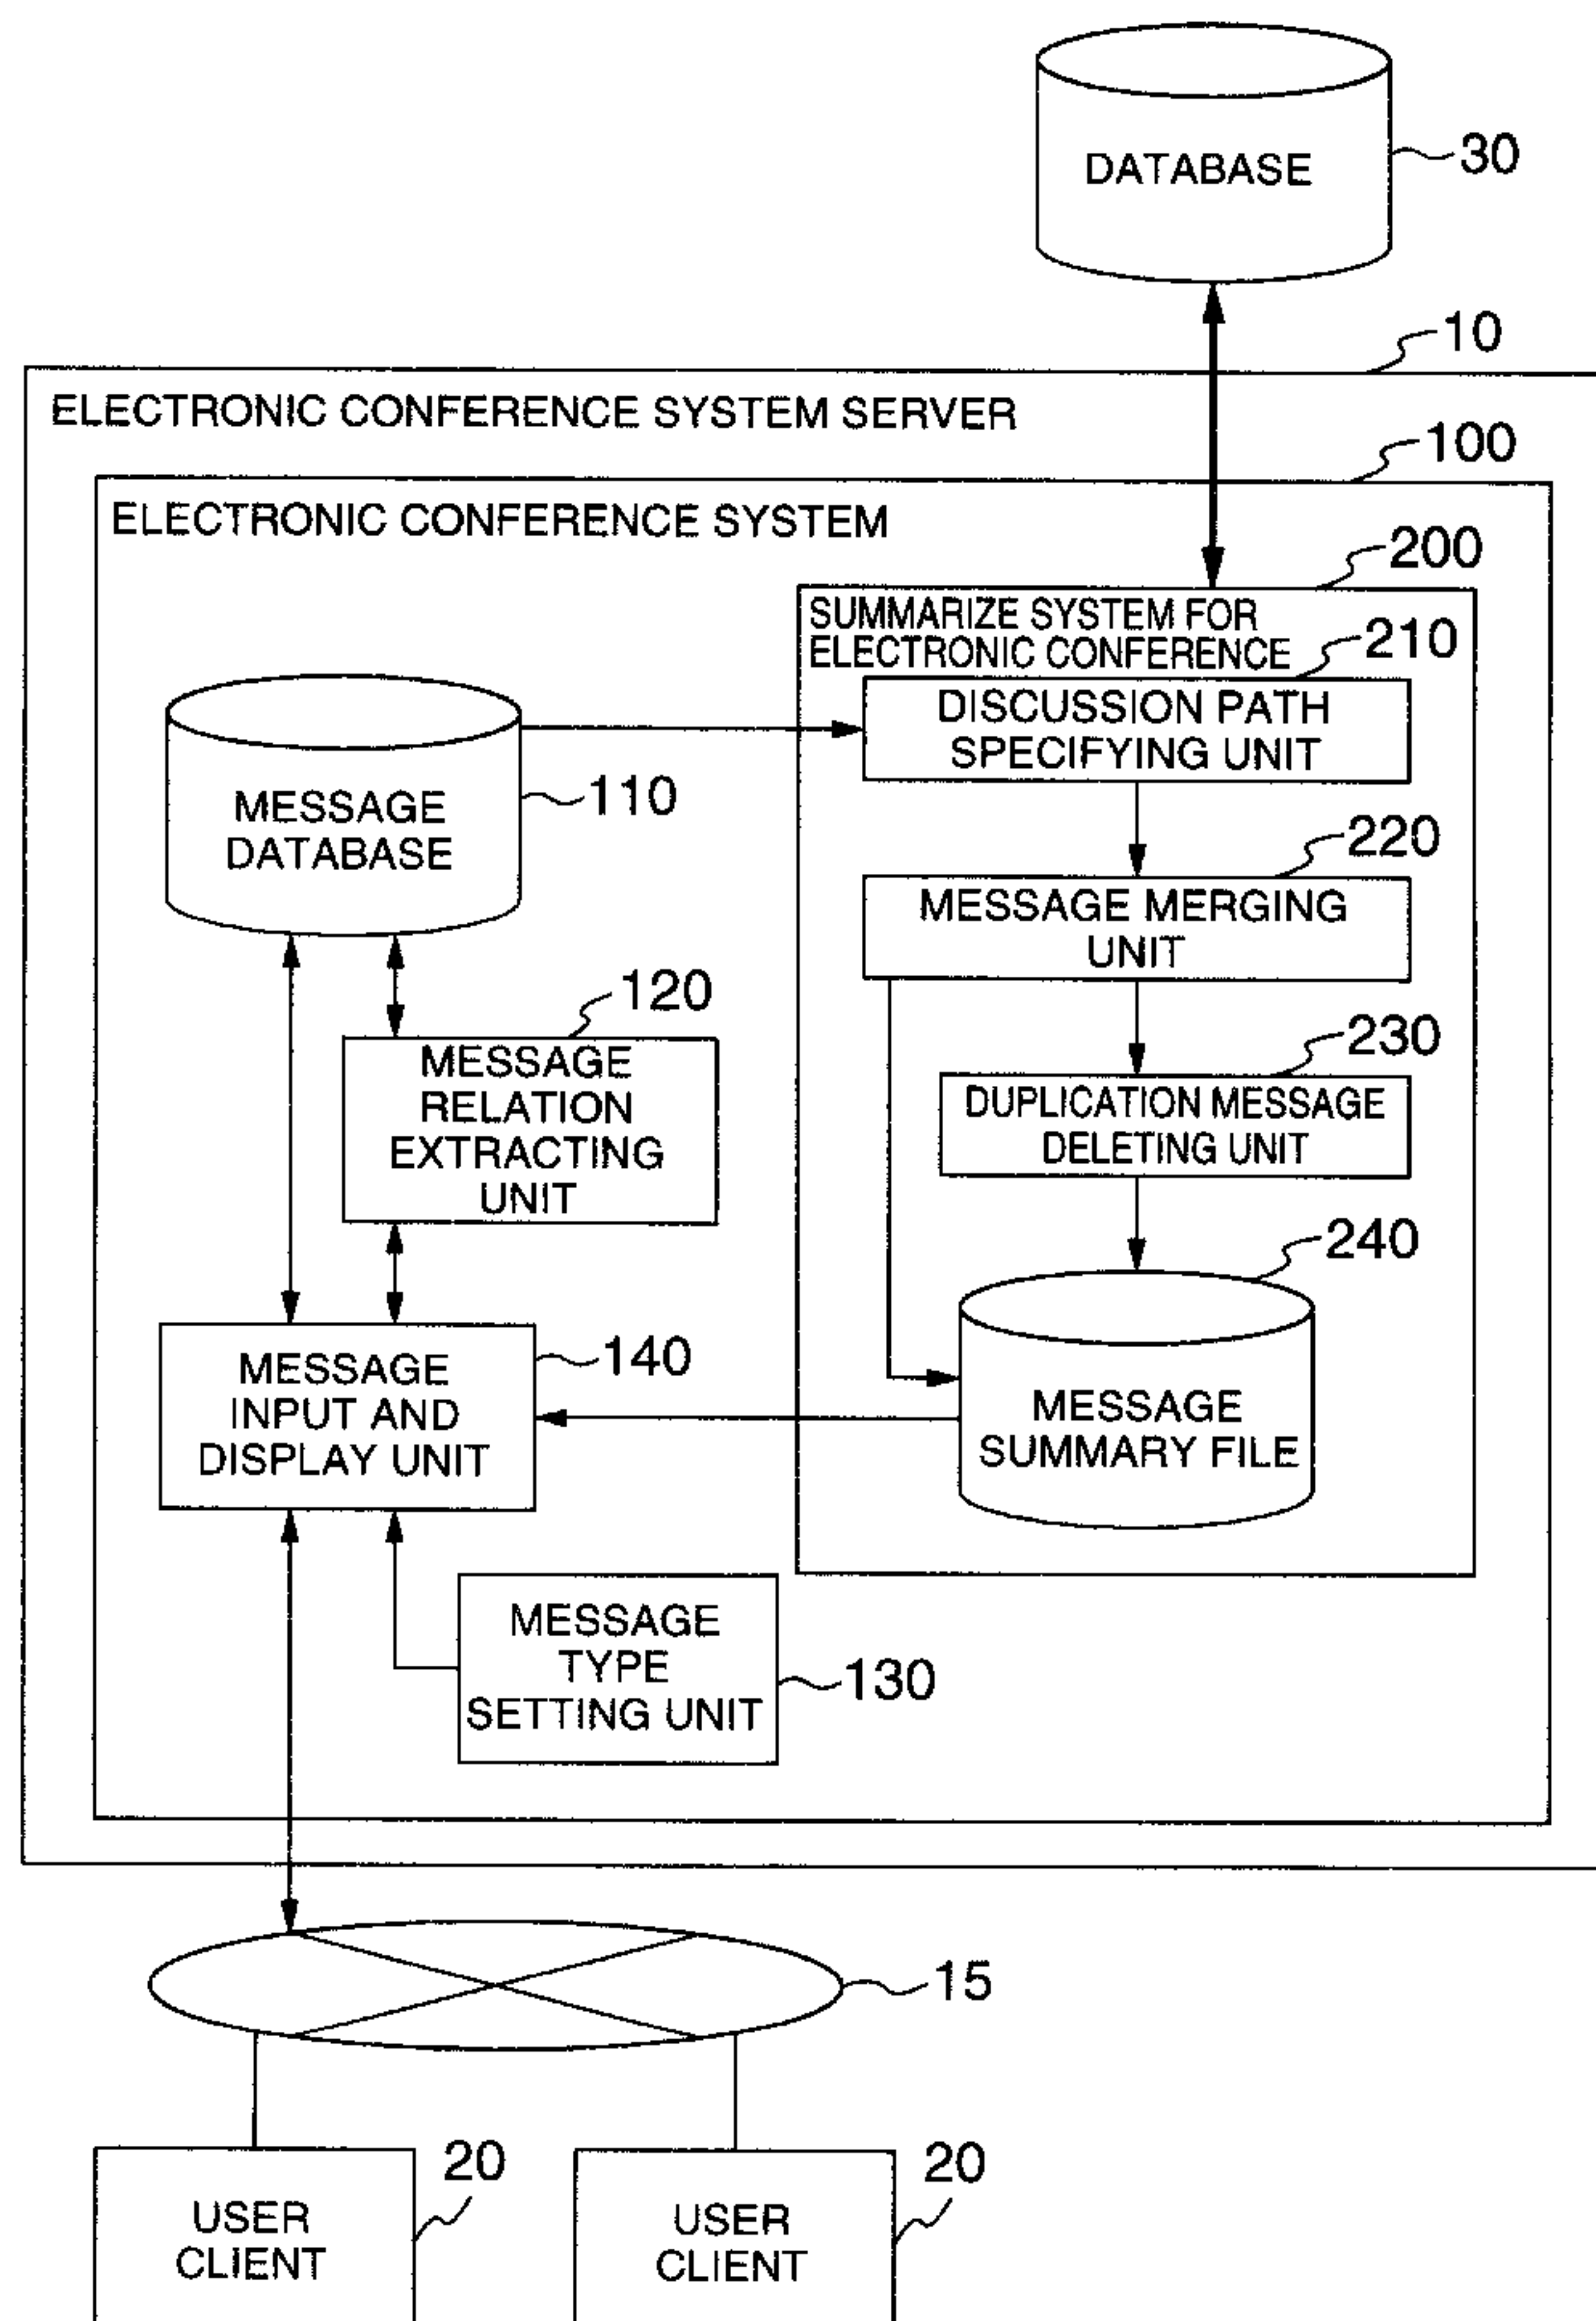 DATABASE
30
10
ELECTRONIC CONFERENCE SYSTEM SERVER
100
ELECTRONIC CONFERENCE SYSTEM
200
SUMMARIZE SYSTEM FOR
ELECTRONIC CONFERENCE
210
DISCUSSION PATH
SPECIFYING UNIT
MESSAGE
DATABASE
110
220
MESSAGE MERGING
UNIT
120
MESSAGE
RELATION
EXTRACTING
UNIT
230
DUPLICATION MESSAGE
DELETING UNIT
240
MESSAGE
SUMMARY FILE
MESSAGE
INPUT AND
DISPLAY UNIT
140
MESSAGE
TYPE
SETTING UNIT
130
15
20
USER
CLIENT
20
USER
CLIENT